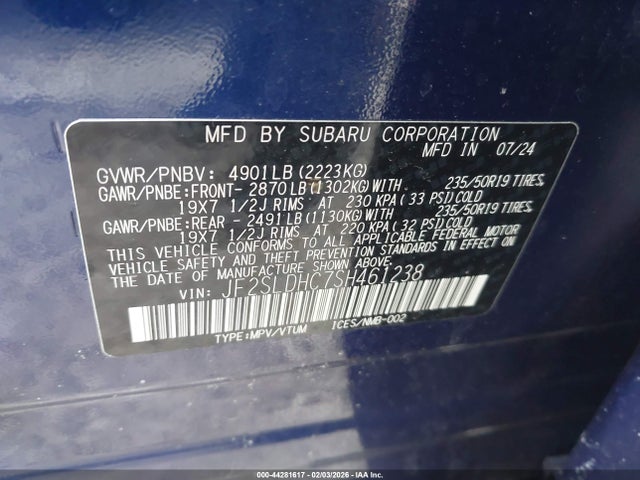 MFD BY SUBARU CORPORATION
MFD IN 07/24
GVWR/PNBV: 4901LB(2223KG)
GAWR/PNBE:FRONT- 2870LB(1302KG)WITH 235/50R19 TIRES,
19X7 1/2J RIMS, AT 230 KPA(33 PSI)COLD
GAWR/PNBE:REAR - 2491LB(1130KG)WITH 235/50R19 TIRES,
19X7 1/2J RIMS, AT 220 KPA(32 PSI)COLD
THIS VEHICLE CONFORMS TO ALL APPLICABLE FEDERAL MOTOR
VEHICLE SAFETY AND THEFT PREVENTION STANDARDS IN EFFECT ON
THE DATE OF MANUFACTURE SHOWN ABOVE.
VIN: JF2SLDHC7SH461238
TYPE:MPV/VTUM ICES/NMB-002
000-44281617 - 02/03/2026 - IAA Inc.